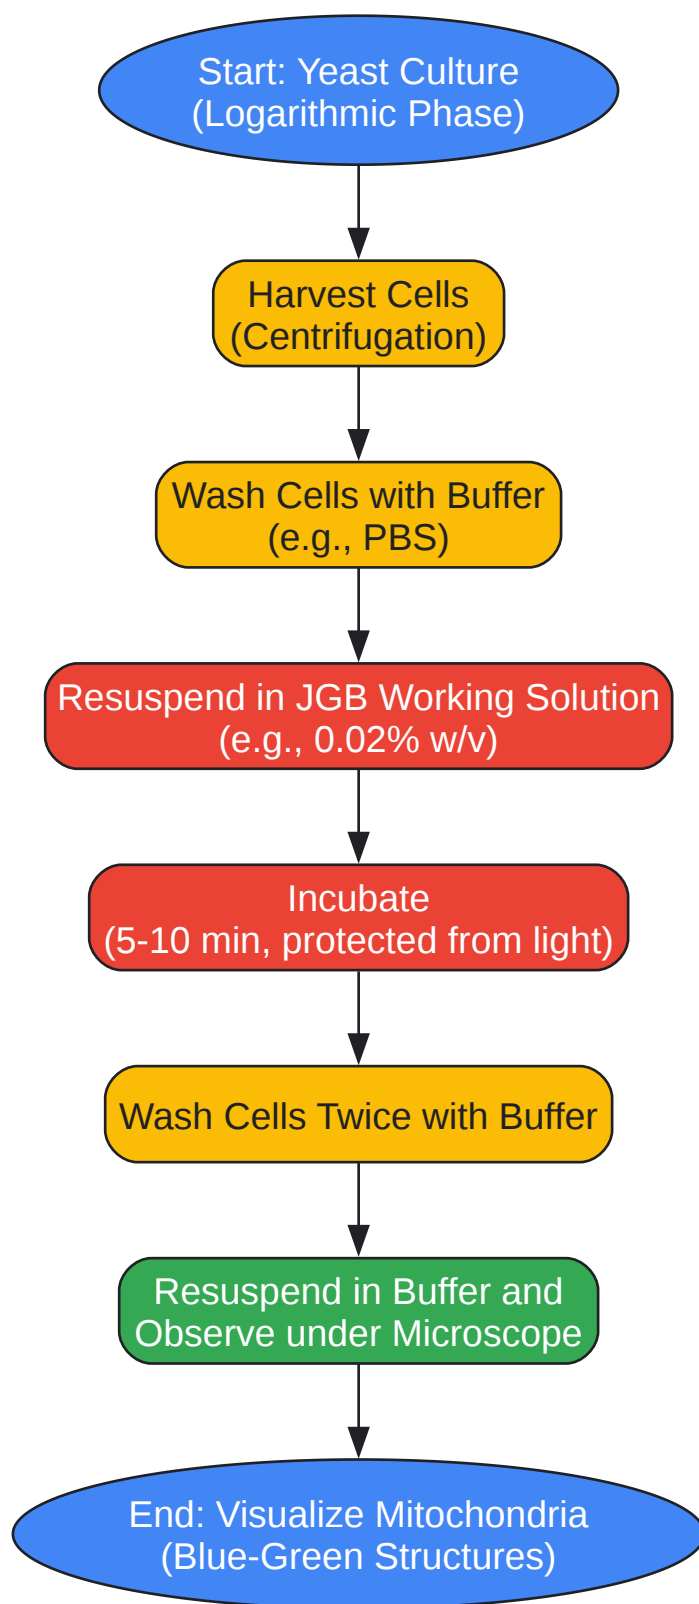 Start: Yeast Culture
(Logarithmic Phase)
Harvest Cells
(Centrifugation)
Wash Cells with Buffer
(e.g., PBS)
Resuspend in JGB Working Solution
(e.g., 0.02% w/v)
Incubate
(5-10 min, protected from light)
Wash Cells Twice with Buffer
Resuspend in Buffer and
Observe under Microscope
End: Visualize Mitochondria
(Blue-Green Structures)